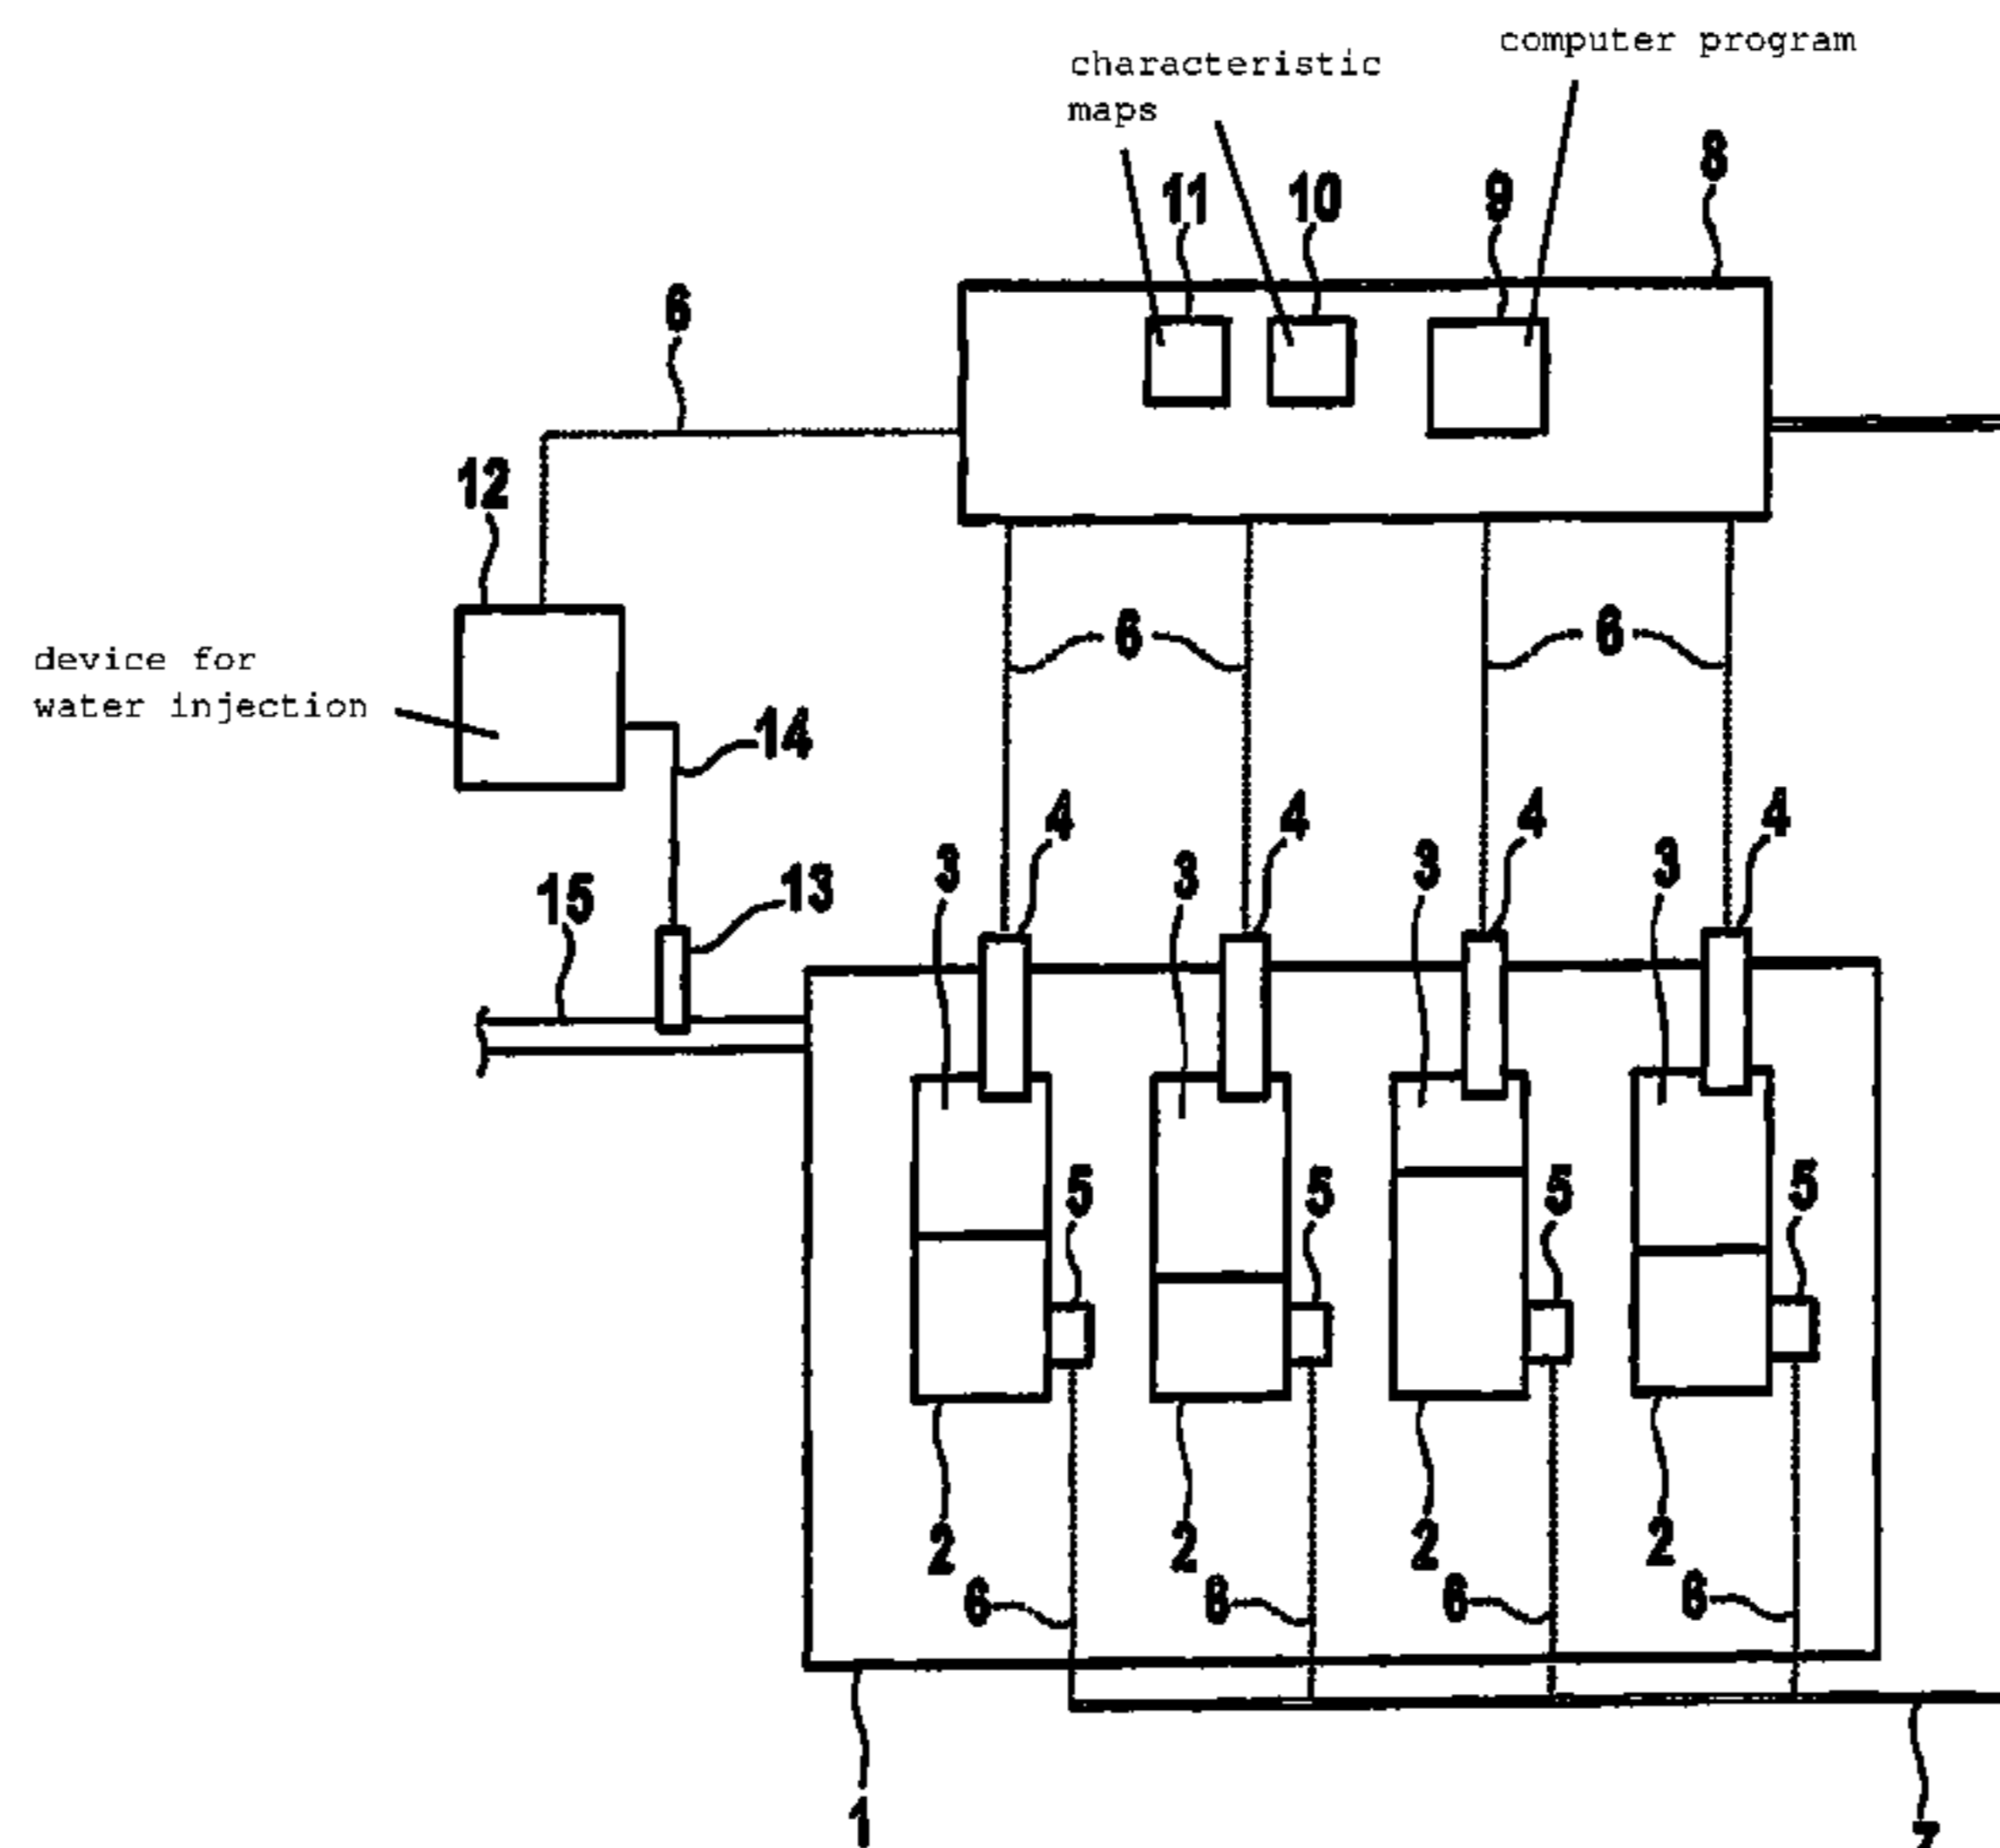 computer program
characteristic
maps
8
11 10 9
6
12
6 6
device for
water injection
14
4 4 4 4
3 3 3 3
15 13
5 5 5 5
2 2 2 2
6 6 6 6
1
7